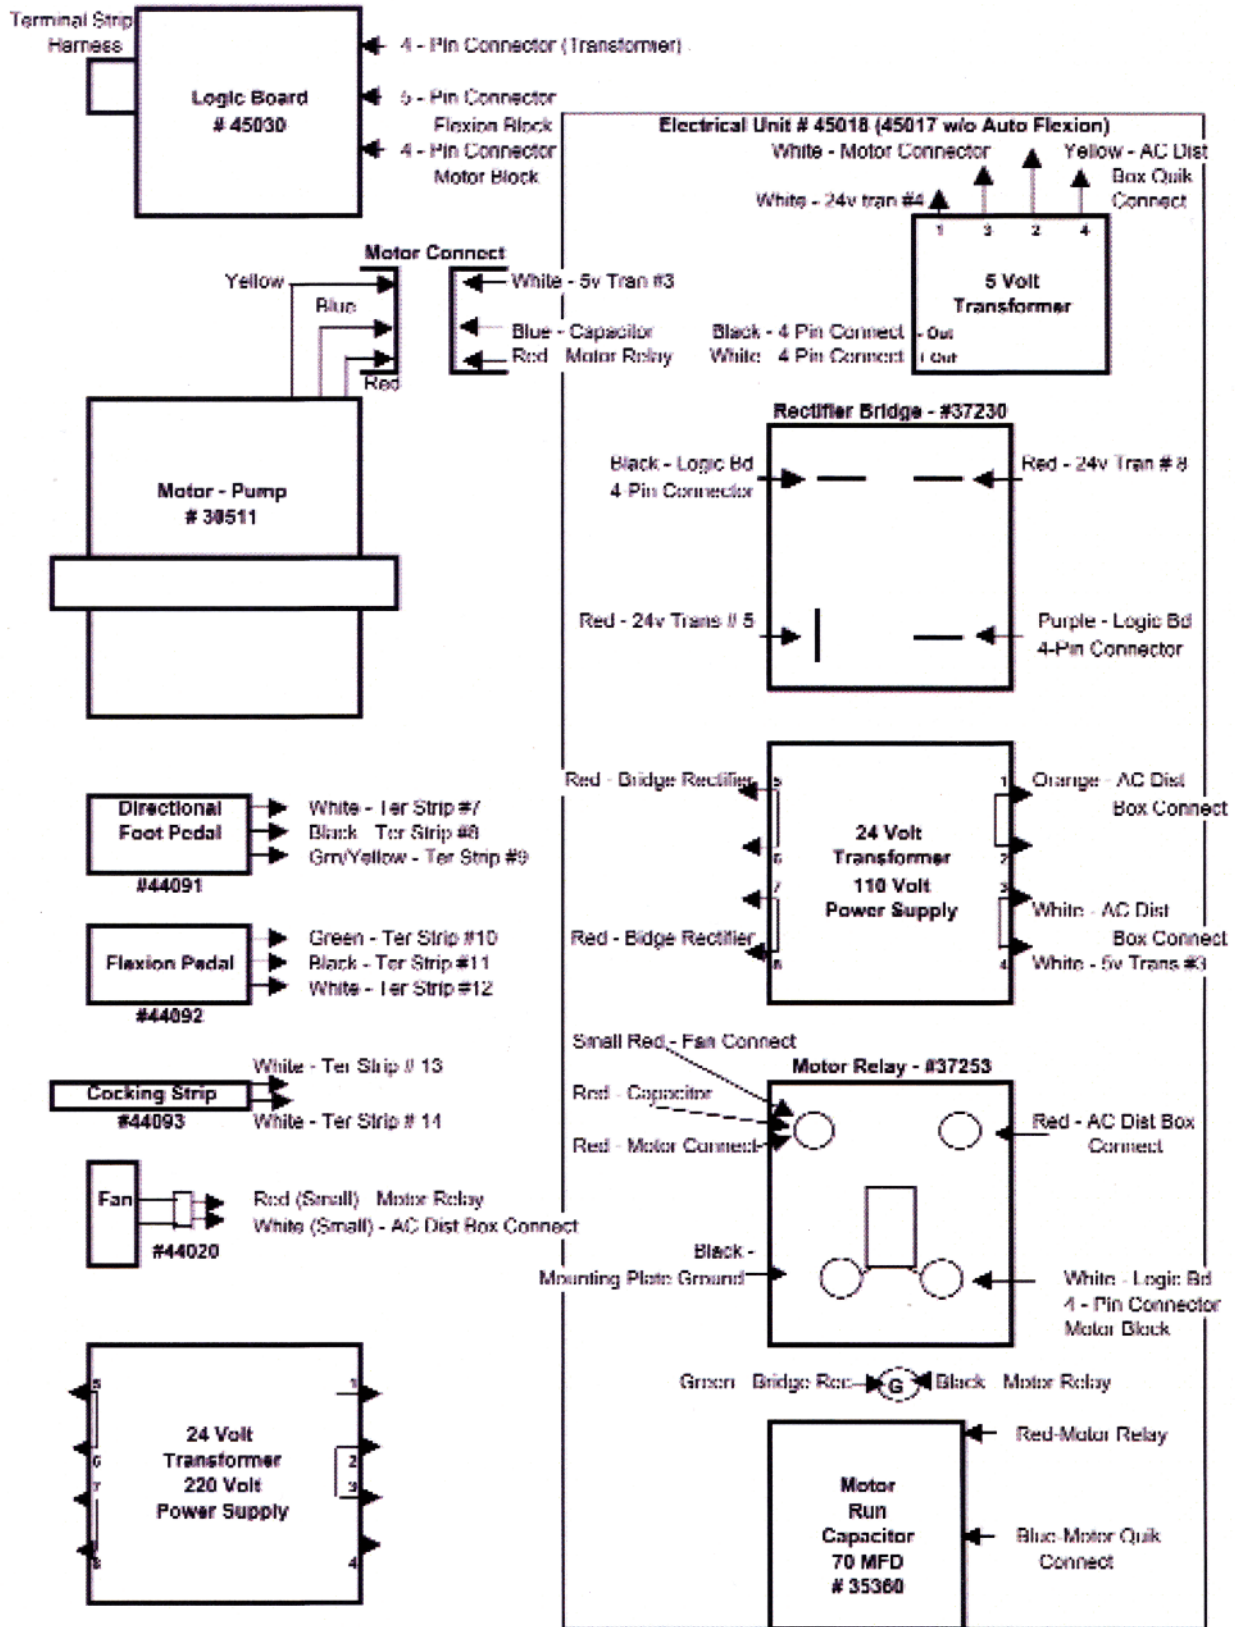 Terminal Strip
Harness
4 - Pin Connector (Transformer)
Logic Board
# 45030
5 - Pin Connector
Flexion Block
4 - Pin Connector
Motor Block
Electrical Unit # 45018 (45017 w/o Auto Flexion)
White - Motor Connector
Yellow - AC Dist
Box Quik
Connect
White - 24v tran #4
1 3 2 4
5 Volt
Transformer
Black - 4 Pin Connect
- Out
White - 4 Pin Connect
Out
Motor Connect
Yellow
Blue
Red
White - 5v Tran #3
Blue - Capacitor
Red - Motor Relay
Motor - Pump
# 30511
Rectifier Bridge - #37230
Black - Logic Bd
4-Pin Connector
Red - 24v Tran # 8
Red - 24v Trans # 5
Purple - Logic Bd
4-Pin Connector
Directional
Foot Pedal
#44091
White - Ter Strip #7
Black - Ter Strip #8
Grn/Yellow - Ter Strip #9
Flexion Pedal
#44092
Green - Ter Strip #10
Black - Ter Strip #11
White - Ter Strip #12
Cocking Strip
#44093
White - Ter Strip # 13
White - Ter Strip # 14
Fan
#44020
Red (Small) - Motor Relay
White (Small) - AC Dist Box Connect
Red - Bridge Rectifier
5
6
7
8
Red - Bidge Rectifier
24 Volt
Transformer
110 Volt
Power Supply
1
2
3
4
Orange - AC Dist
Box Connect
White - AC Dist
Box Connect
White - 5v Trans #3
Small Red - Fan Connect
Red - Capacitor
Red - Motor Connect
Motor Relay - #37253
Red - AC Dist Box
Connect
Black -
Mounting Plate Ground
White - Logic Bd
4 - Pin Connector
Motor Block
Green - Bridge Rec
G
Black - Motor Relay
5
6
7
8
24 Volt
Transformer
220 Volt
Power Supply
1
2
3
4
Motor
Run
Capacitor
70 MFD
# 35360
Red-Motor Relay
Blue-Motor Quik
Connect